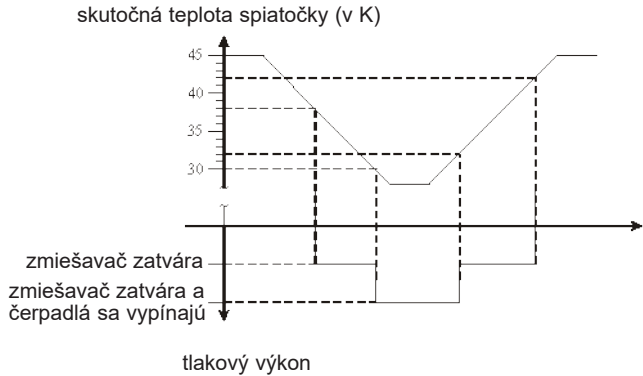 skutočná teplota spiatočky (v K)
45
40
35
30
zmiešavač zatvára
zmiešavač zatvára a
čerpadlá sa vypínajú
tlakový výkon